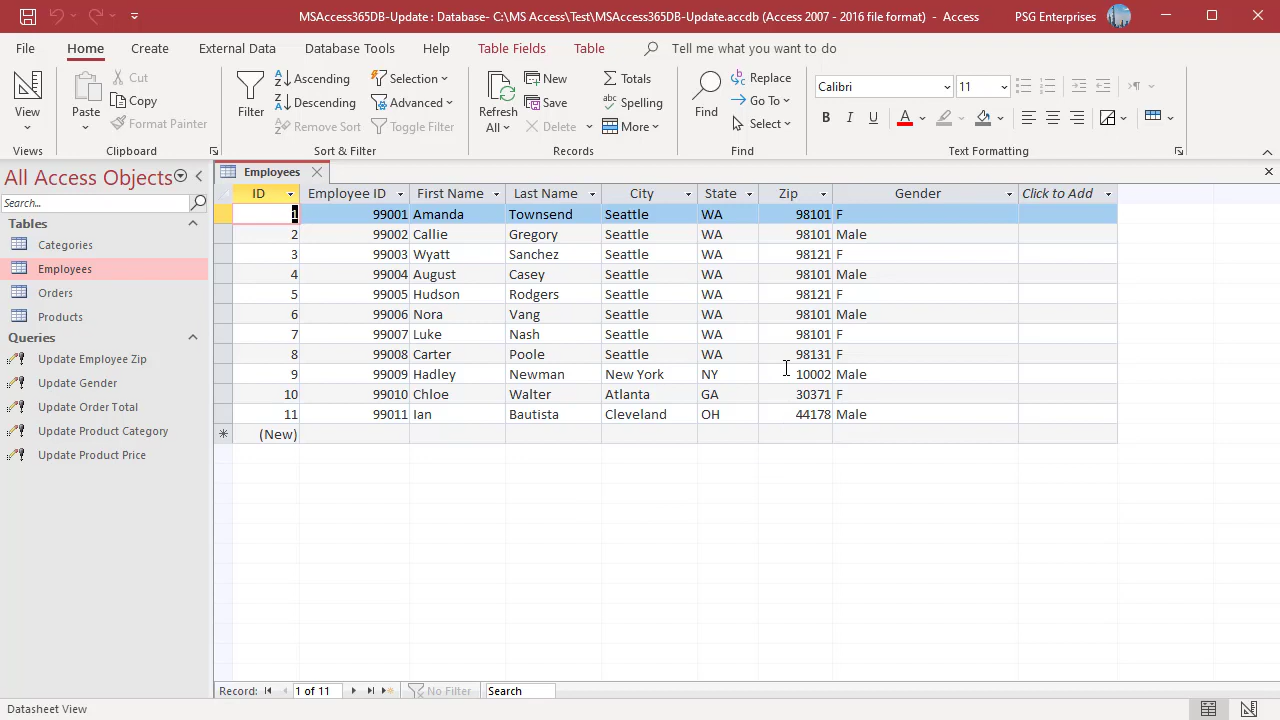 MSAccess365DB-Update : Database- C:\MS Access\Test\MSAccess365DB-Update.accdb (Access 2007 - 2016 file format) - Access
PSG Enterprises
File Home Create External Data Database Tools Help Table Fields Table Tell me what you want to do
View
Views
Paste
Cut
Copy
Format Painter
Clipboard
Filter
Ascending
Descending
Remove Sort
Selection
Advanced
Toggle Filter
Sort & Filter
Refresh
All
New
Save
Delete
Totals
Spelling
More
Records
Find
Replace
Go To
Select
Find
Calibri 11
B I U A
Text Formatting
All Access Objects
Search...
Tables
Categories
Employees
Orders
Products
Queries
Update Employee Zip
Update Gender
Update Order Total
Update Product Category
Update Product Price
Employees
ID Employee ID First Name Last Name City State Zip Gender Click to Add
1 99001 Amanda Townsend Seattle WA 98101 F
2 99002 Callie Gregory Seattle WA 98101 Male
3 99003 Wyatt Sanchez Seattle WA 98121 F
4 99004 August Casey Seattle WA 98101 Male
5 99005 Hudson Rodgers Seattle WA 98121 F
6 99006 Nora Vang Seattle WA 98101 Male
7 99007 Luke Nash Seattle WA 98101 F
8 99008 Carter Poole Seattle WA 98131 F
9 99009 Hadley Newman New York NY 10002 Male
10 99010 Chloe Walter Atlanta GA 30371 F
11 99011 Ian Bautista Cleveland OH 44178 Male
(New)
Record: 1 of 11 No Filter Search
Datasheet View